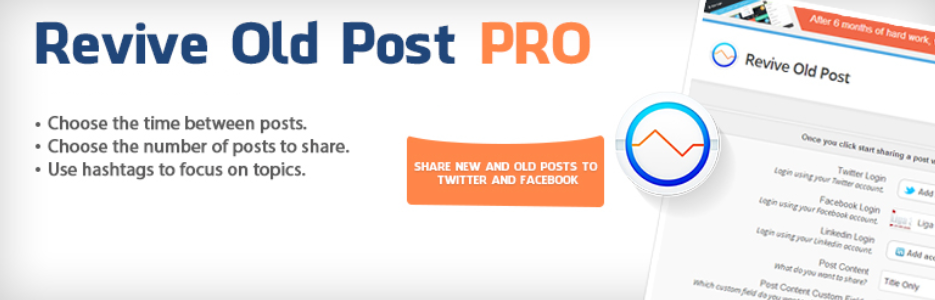 Revive Old Post PRO
• Choose the time between posts.
• Choose the number of posts to share.
• Use hashtags to focus on topics.
SHARE NEW AND OLD POSTS TO
TWITTER AND FACEBOOK
After 6 months of hard work,
Revive Old Post
Once you click start sharing a post w
Twitter Login
Login using your Twitter account.
Add
Facebook Login
Login using your Facebook account.
Liga
Linkedin Login
Login using your Linkedin account.
Add acc
Post Content
What do you want to share?
Title Only
Post Content Custom Field
Which custom field do you want